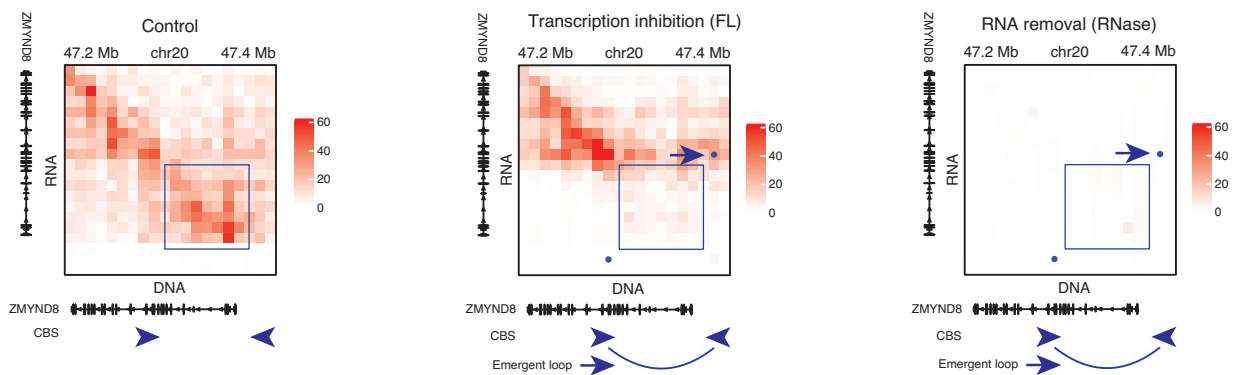 Control
47.2 Mb chr20 47.4 Mb
ZMYND8
RNA
60
40
20
0
DNA
ZMYND8
CBS
Transcription inhibition (FL)
47.2 Mb chr20 47.4 Mb
ZMYND8
RNA
60
40
20
0
DNA
ZMYND8
CBS
Emergent loop
RNA removal (RNase)
47.2 Mb chr20 47.4 Mb
ZMYND8
RNA
60
40
20
0
DNA
ZMYND8
CBS
Emergent loop